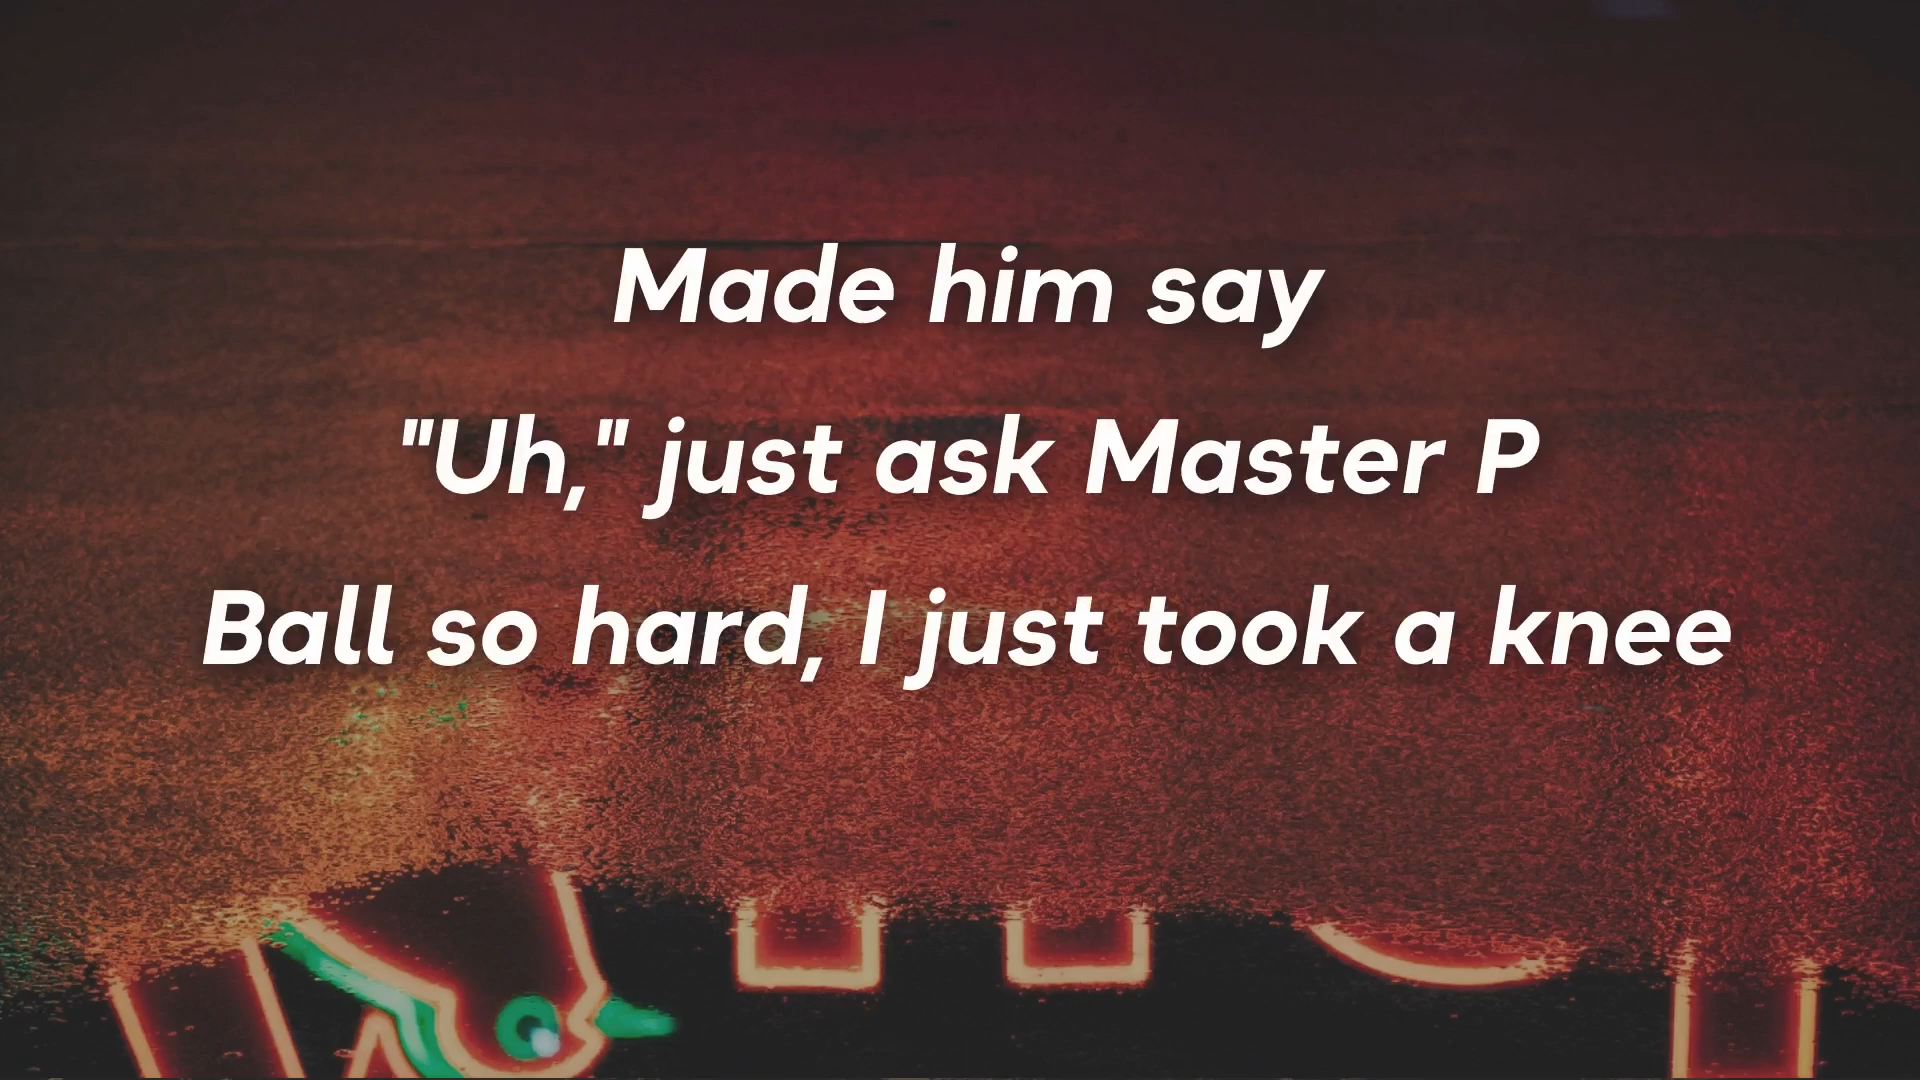 Made him say
"Uh," just ask Master P
Ball so hard, I just took a knee